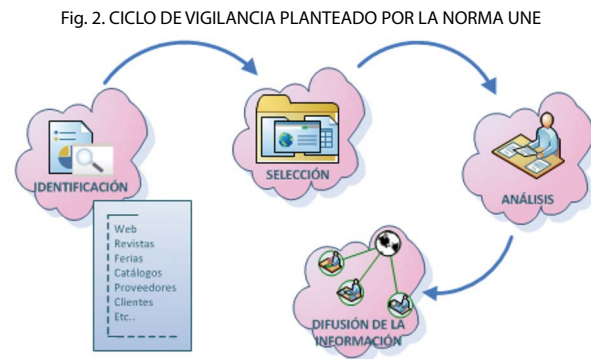 Fig. 2. CICLO DE VIGILANCIA PLANTEADO POR LA NORMA UNE
IDENTIFICACIÓN
SELECCIÓN
ANÁLISIS
Web
Revistas
Ferias
Catálogos
Proveedores
Clientes
Etc..
DIFUSIÓN DE LA
INFORMACIÓN